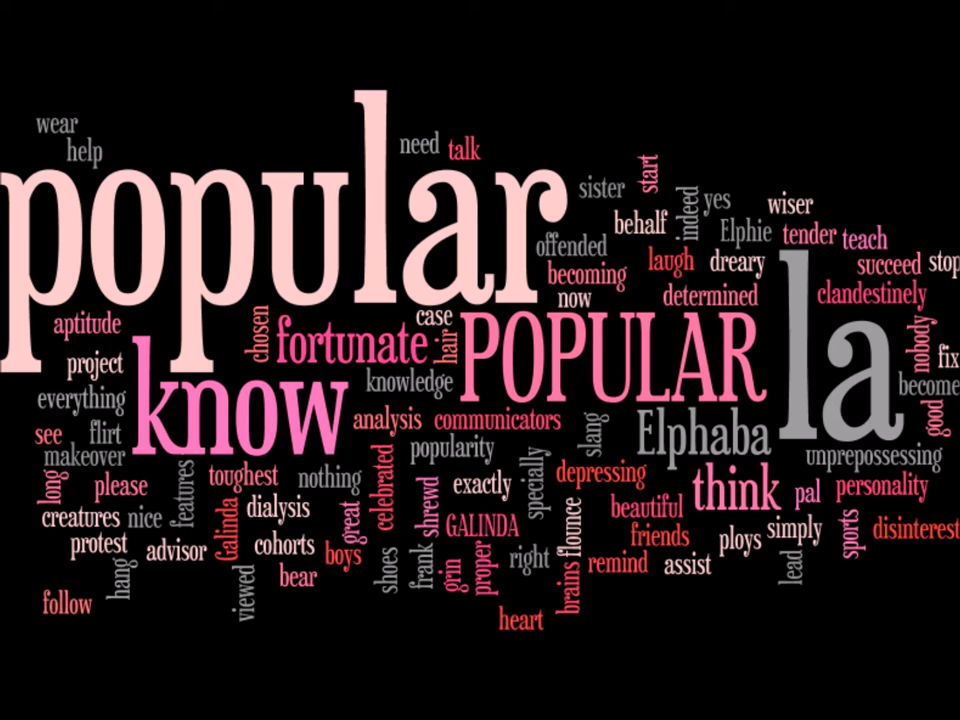 wear
help
need
talk
popular
sister
start
behalf
indeed
yes
Elphie
wiser
tender
teach
offended
becoming
now
laugh
dreary
determined
succeed
stop
clandestinely
la
aptitude
project
everything
see
flirt
makeover
know
chosen
fortunate
case
hair
knowledge
POPULAR
nobody
fix
become
good
analysis
communicators
popularity
slang
Elphaba
unprepossessing
long
please
creatures
nice
features
protest
hang
advisor
follow
toughest
nothing
Galinda
dialysis
cohorts
viewed
bear
boys
great
celebrated
shoes
shrewd
frank
exactly
GALINDA
grin
proper
specially
right
heart
depressing
flounce
brains
remind
beautiful
friends
assist
think
ploys
simply
pal
personality
lead
sports
disinterest